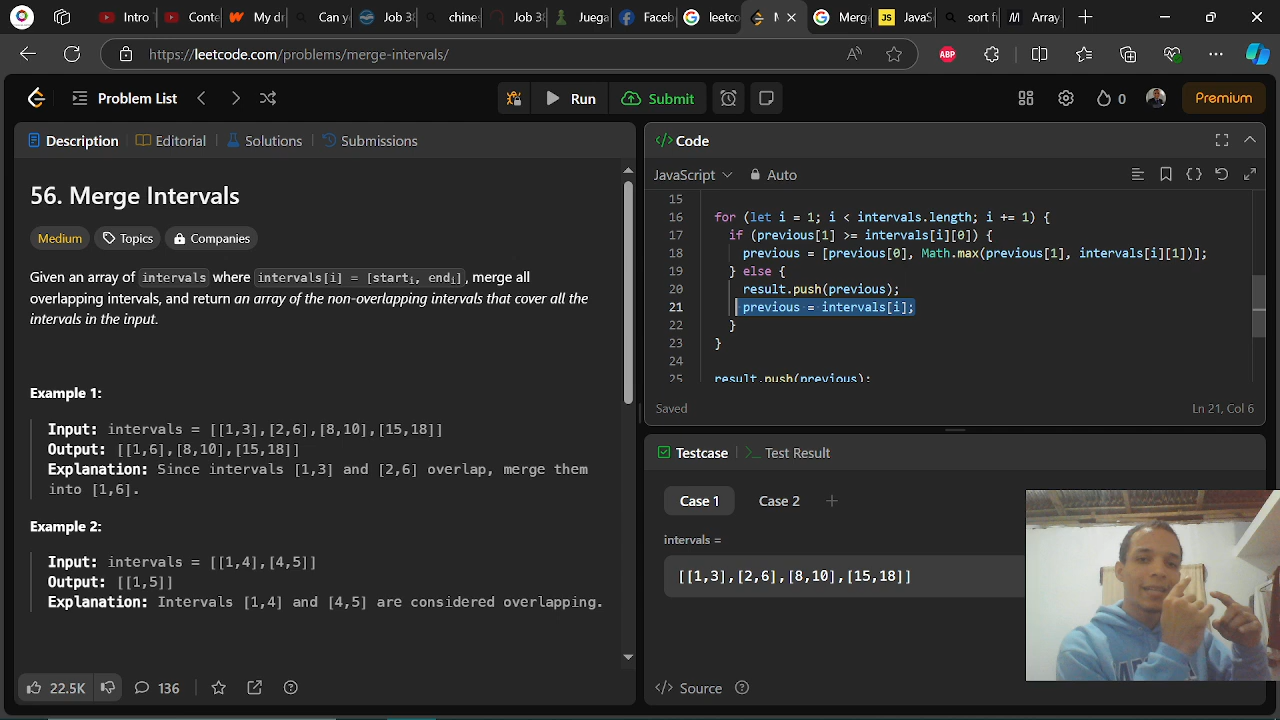 Intro
Conte
My dr
Can y
Job 3
chine
Job 3
Juega
Faceb
leetco
M
Merg
JavaS
sort f
Array
https://leetcode.com/problems/merge-intervals/
Problem List
Run
Submit
0
Premium
Description
Editorial
Solutions
Submissions
56. Merge Intervals
Medium
Topics
Companies
Given an array of intervals where intervals[i] = [starti, endi], merge all
overlapping intervals, and return an array of the non-overlapping intervals that cover all the
intervals in the input.
Example 1:
Input: intervals = [[1,3],[2,6],[8,10],[15,18]]
Output: [[1,6],[8,10],[15,18]]
Explanation: Since intervals [1,3] and [2,6] overlap, merge them
into [1,6].
Example 2:
Input: intervals = [[1,4],[4,5]]
Output: [[1,5]]
Explanation: Intervals [1,4] and [4,5] are considered overlapping.
22.5K
136
Code
JavaScript
Auto
15
16 for (let i = 1; i < intervals.length; i += 1) {
17 if (previous[1] >= intervals[i][0]) {
18 previous = [previous[0], Math.max(previous[1], intervals[i][1])];
19 } else {
20 result.push(previous);
21 previous = intervals[i];
22 }
23 }
24
25 result.push(previous);
Saved
Ln 21, Col 6
Testcase
Test Result
Case 1
Case 2
intervals =
[[1,3],[2,6],[8,10],[15,18]]
Source